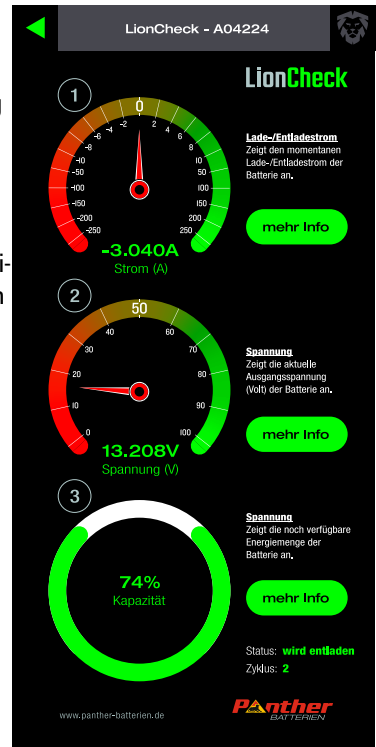 LionCheck - A04224
LionCheck
1
0
-2 2
-4 4
-6 6
-8 8
-10 10
-50 50
-100 100
-150 150
-200 200
-250 250
-3.040A
Strom (A)
Lade-/Entladestrom
Zeigt den momentanen
Lade-/Entladestrom der
Batterie an.
mehr Info
i-
2
50
40 60
30 70
20 80
10 90
0 100
13.208V
Spannung (V)
Spannung
Zeigt die aktuelle
Ausgangsspannung
(Volt) der Batterie an.
mehr Info
3
74%
Kapazität
Spannung
Zeigt die noch verfügbare
Energiemenge der
Batterie an.
mehr Info
Status: wird entladen
Zyklus: 2
www.panther-batterien.de
Panther
BATTERIEN